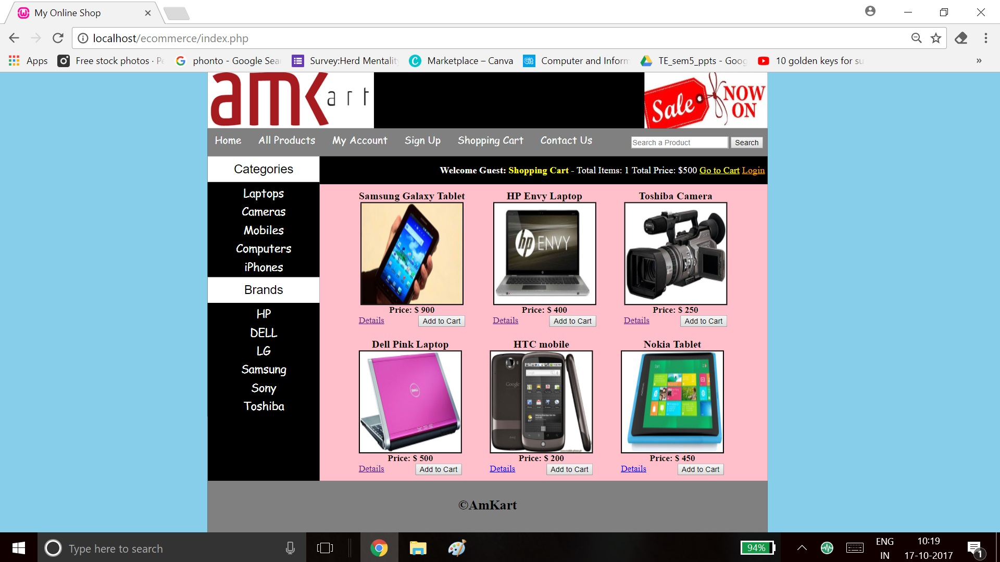 My Online Shop
localhost/ecommerce/index.php
Apps Free stock photos · Pe phonto - Google Sea Survey:Herd Mentalit Marketplace – Canva Computer and Inform TE_sem5_ppts - Goog 10 golden keys for su »
amk art
Sale NOW ON
Home All Products My Account Sign Up Shopping Cart Contact Us Search a Product Search
Categories
Welcome Guest: Shopping Cart - Total Items: 1 Total Price: $500 Go to Cart Login
Laptops
Cameras
Mobiles
Computers
iPhones
Brands
HP
DELL
LG
Samsung
Sony
Toshiba
Samsung Galaxy Tablet HP Envy Laptop Toshiba Camera
hp ENVY
SONY
Price: $ 900 Price: $ 400 Price: $ 250
Details Add to Cart Details Add to Cart Details Add to Cart
Dell Pink Laptop HTC mobile Nokia Tablet
DELL
XPS
Google
Price: $ 500 Price: $ 200 Price: $ 450
Details Add to Cart Details Add to Cart Details Add to Cart
©AmKart
Type here to search
94%
ENG
IN
10:19
17-10-2017
1